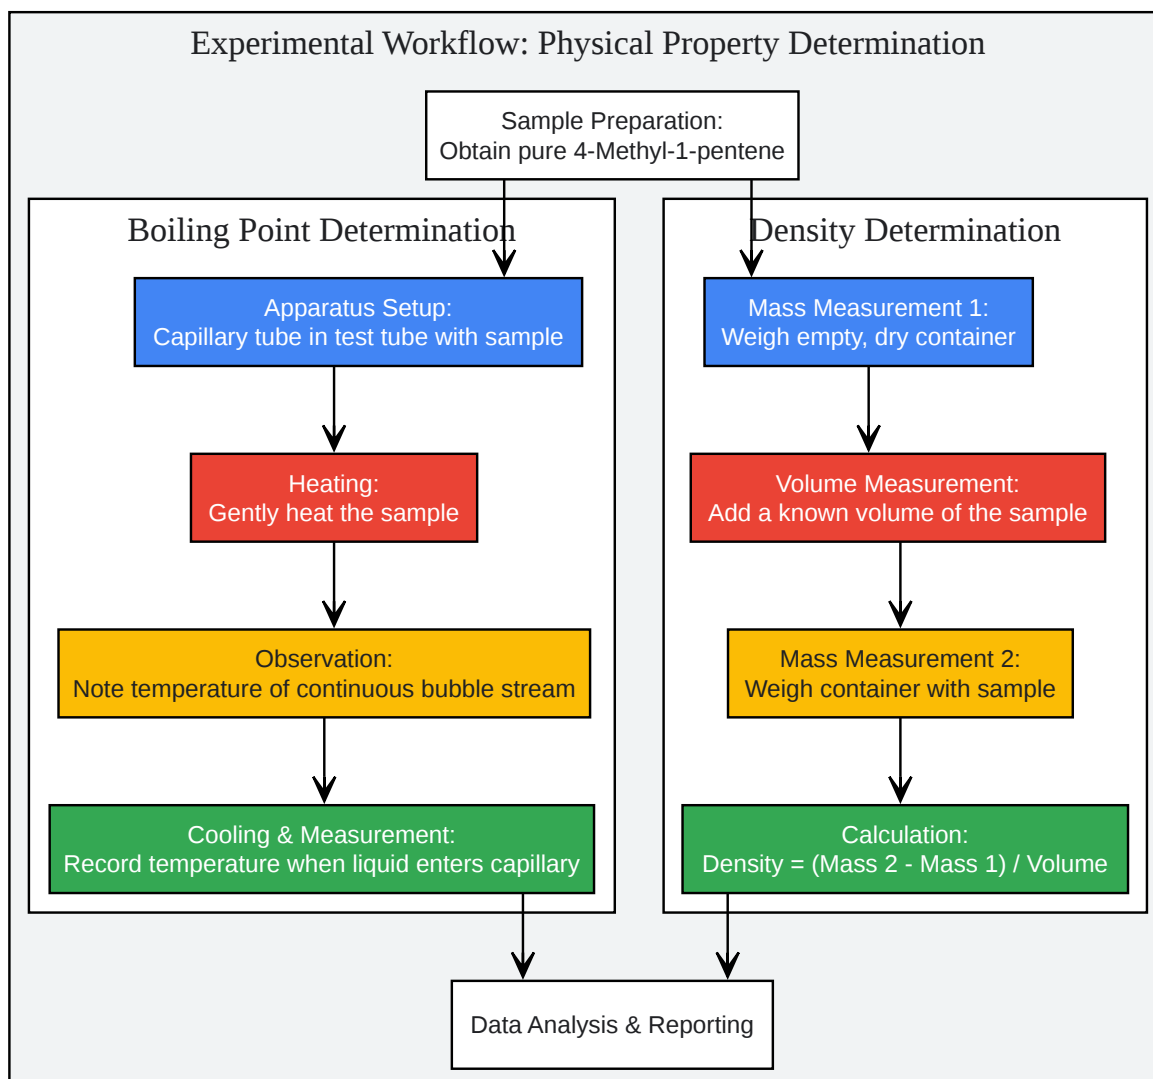 Experimental Workflow: Physical Property Determination
Sample Preparation:
Obtain pure 4-Methyl-1-pentene
Boiling Point Determination
Apparatus Setup:
Capillary tube in test tube with sample
Heating:
Gently heat the sample
Observation:
Note temperature of continuous bubble stream
Cooling & Measurement:
Record temperature when liquid enters capillary
Density Determination
Mass Measurement 1:
Weigh empty, dry container
Volume Measurement:
Add a known volume of the sample
Mass Measurement 2:
Weigh container with sample
Calculation:
Density = (Mass 2 - Mass 1) / Volume
Data Analysis & Reporting